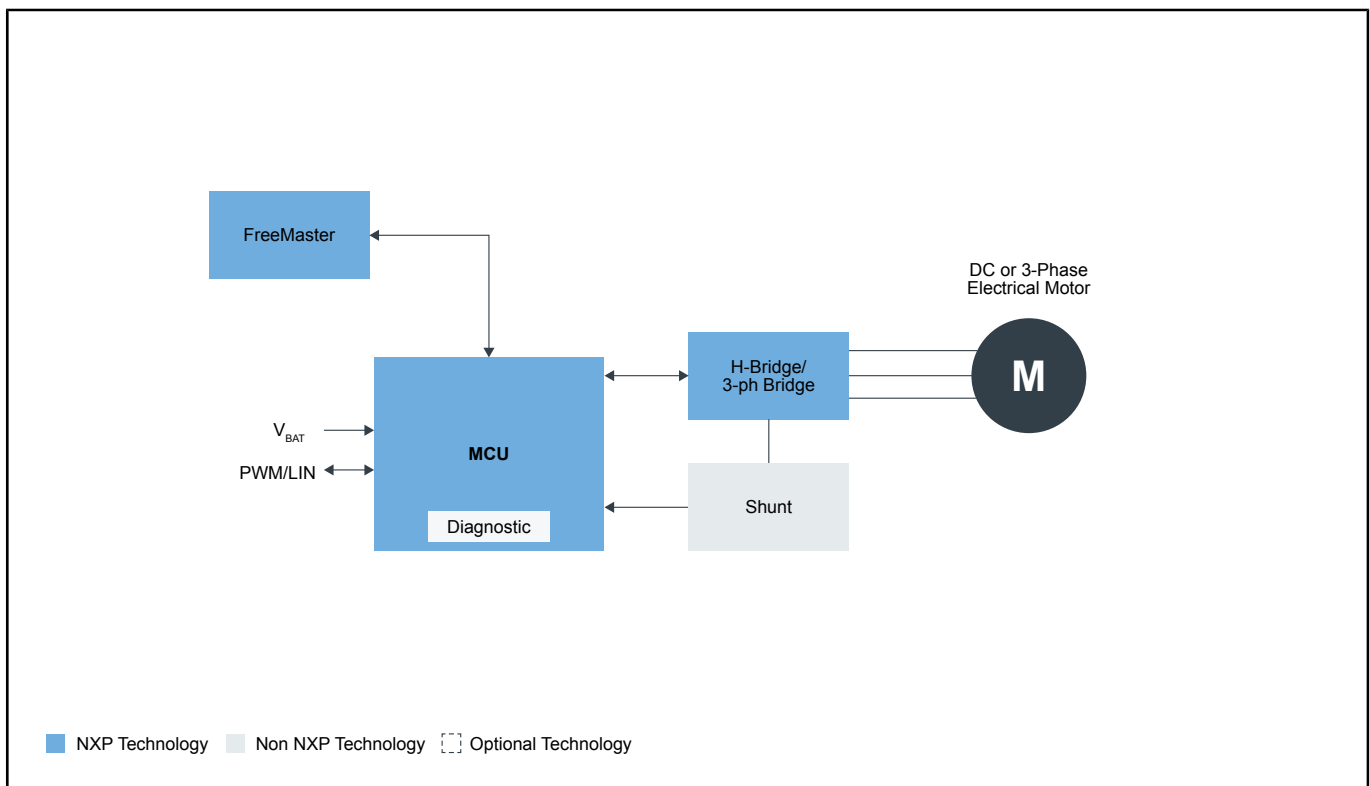 FreeMaster
DC or 3-Phase
Electrical Motor
H-Bridge/
3-ph Bridge
M
VBAT
PWM/LIN
MCU
Diagnostic
Shunt
NXP Technology
Non NXP Technology
Optional Technology